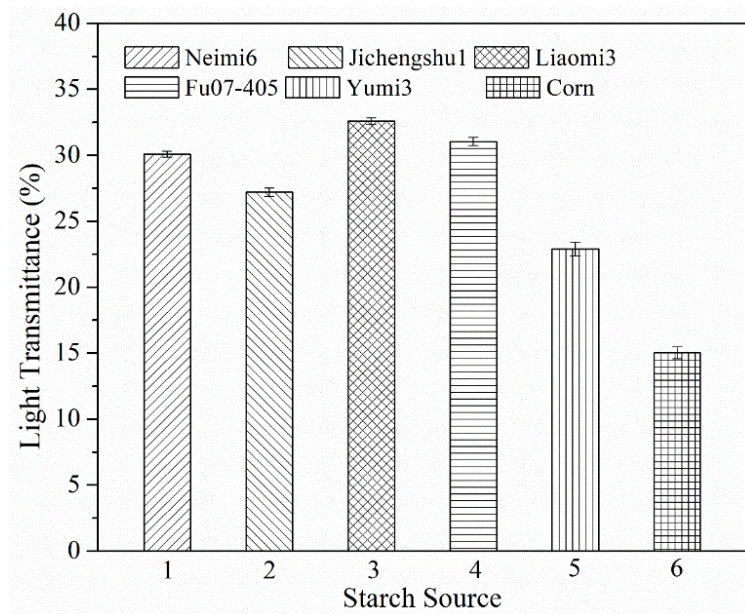 40
35
30
25
20
15
10
5
0
Light Transmittance (%)
Neimi6 Jichengshu1 Liaomi3
Fu07-405 Yumi3 Corn
1 2 3 4 5 6
Starch Source